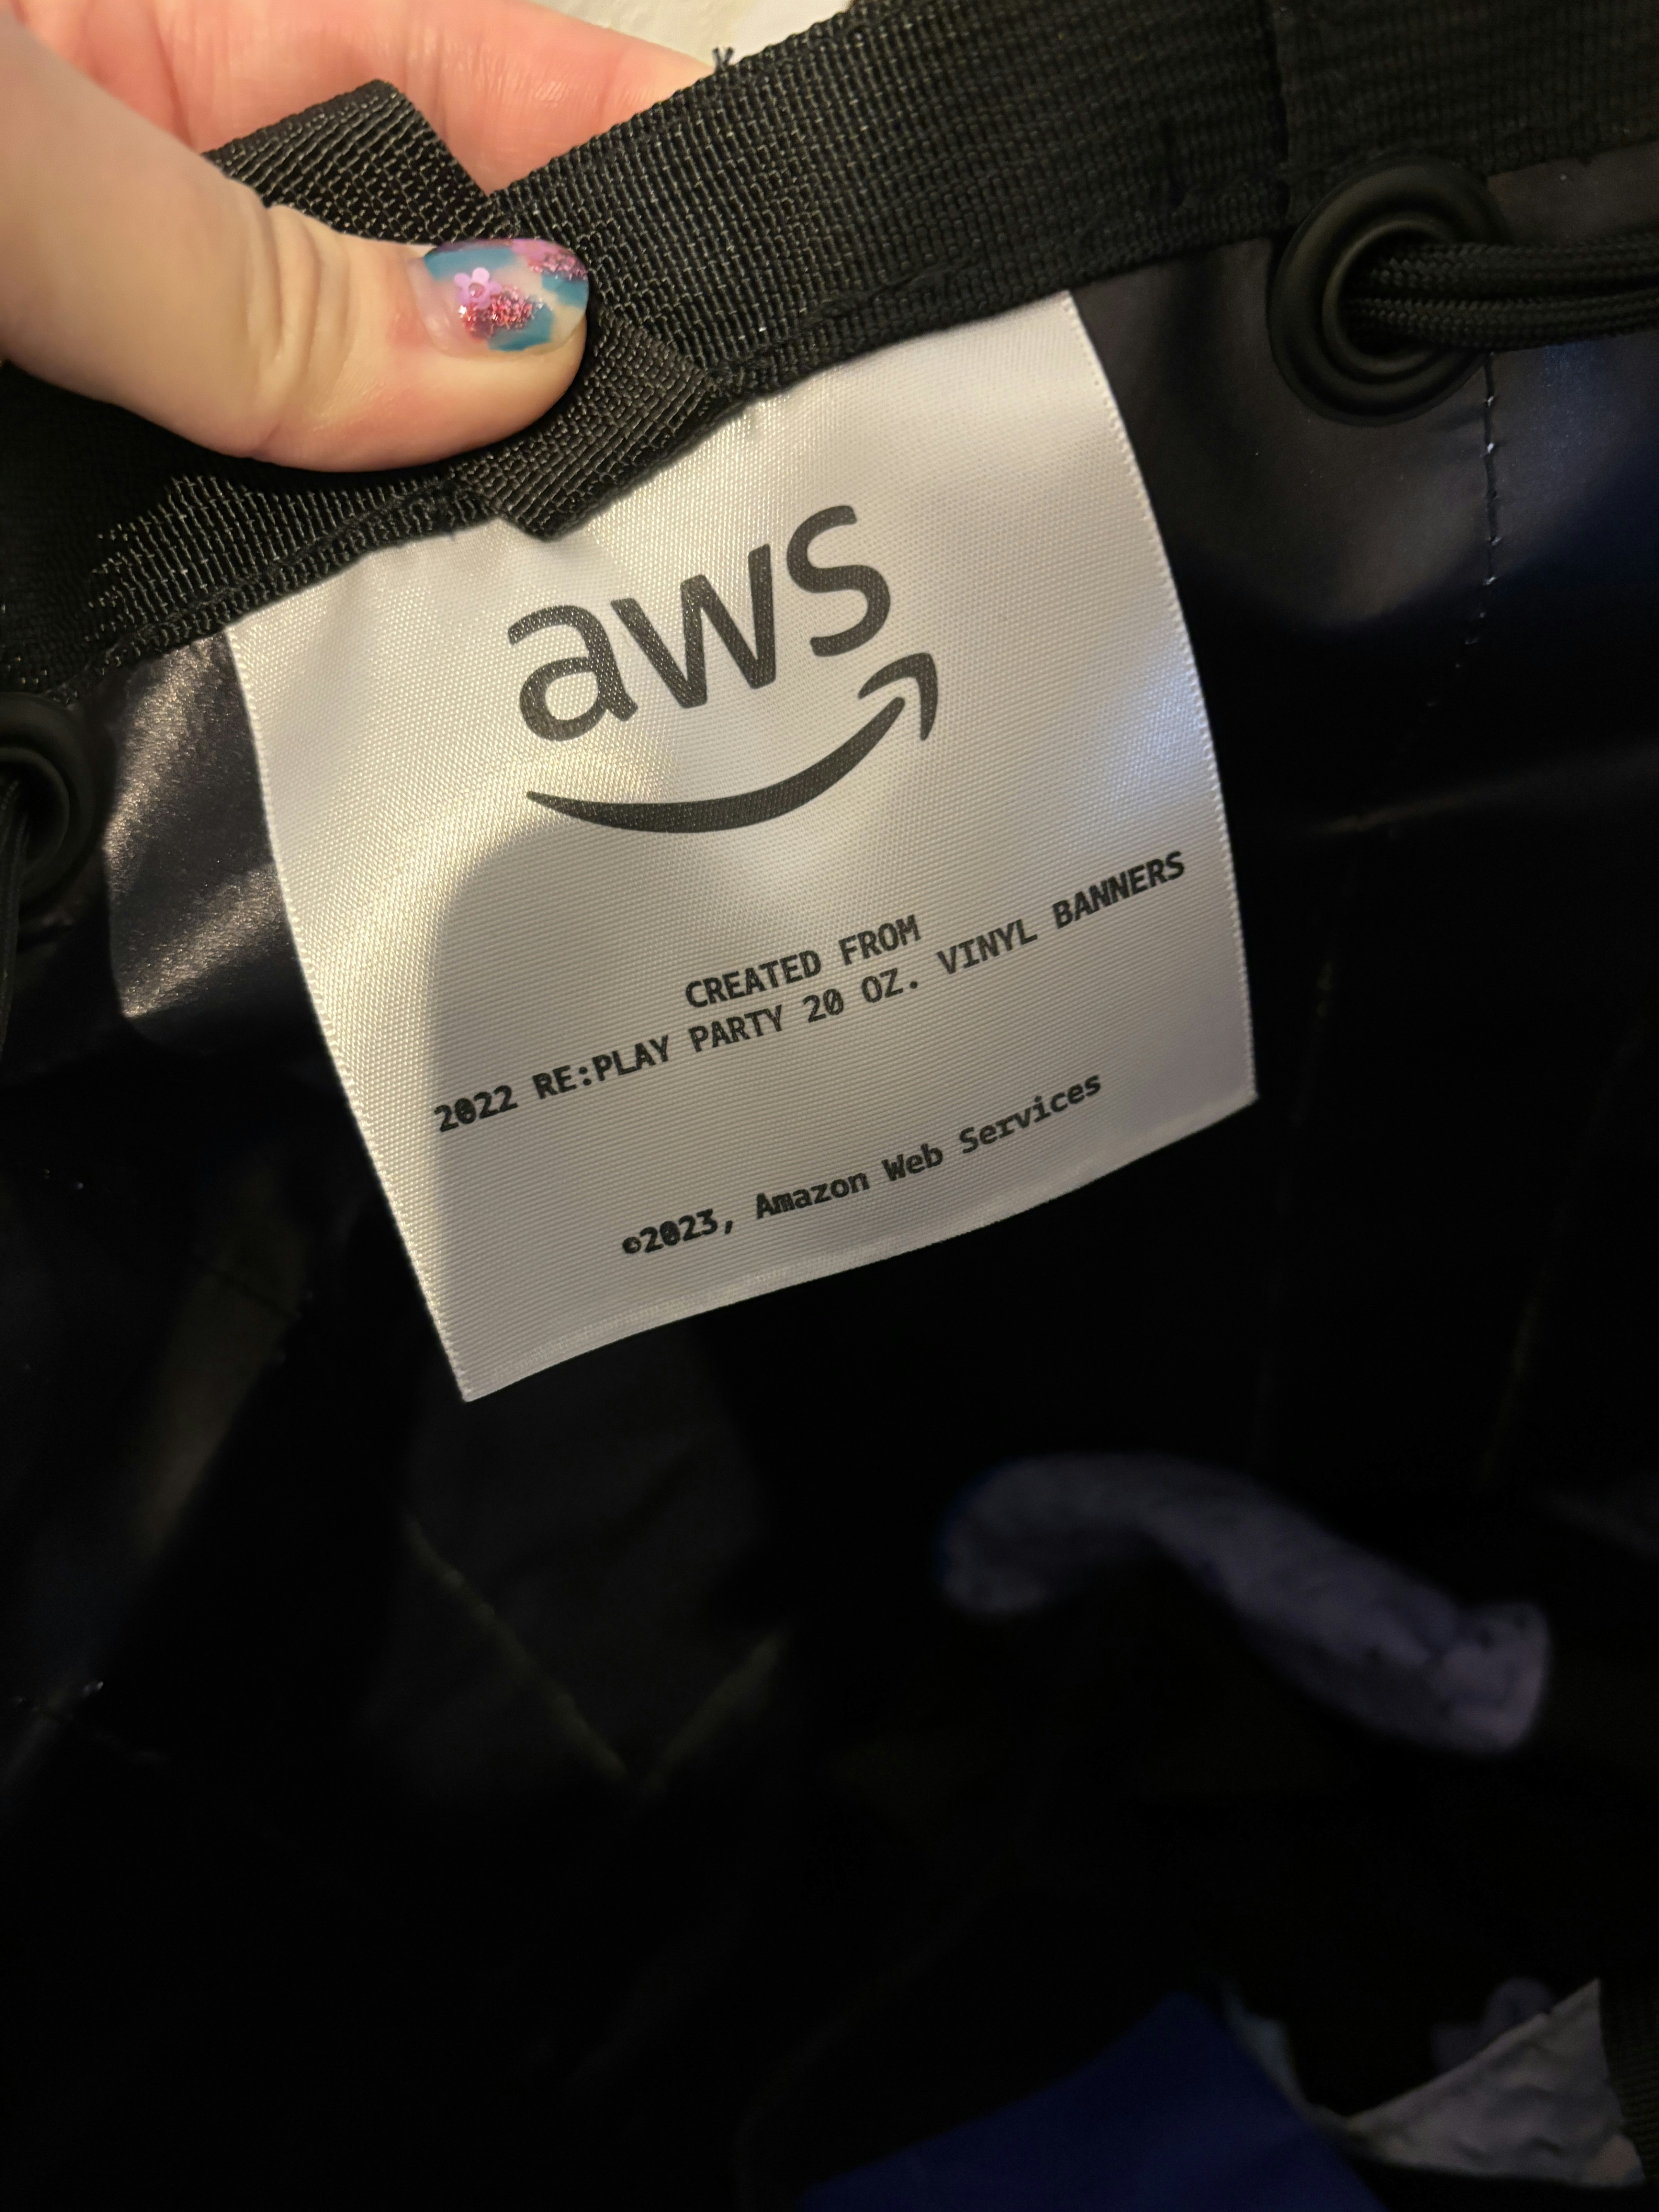 aws
CREATED FROM
2022 RE:PLAY PARTY 20 OZ. VINYL BANNERS
©2023, Amazon Web Services